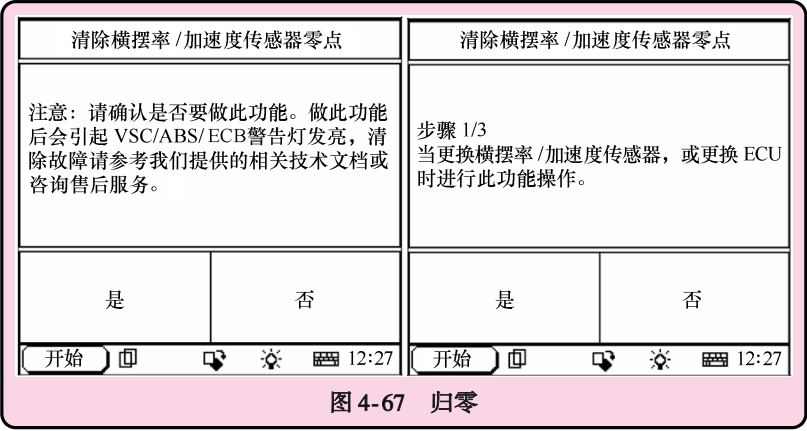 清除横摆率/加速度传感器零点
注意：请确认是否要做此功能。做此功能
后会引起 VSC/ABS/ECB警告灯发亮，清
除故障请参考我们提供的相关技术文档或
咨询售后服务。
是
否
开始
12:27
清除横摆率/加速度传感器零点
步骤 1/3
当更换横摆率/加速度传感器，或更换 ECU
时进行此功能操作。
是
否
开始
12:27
图 4-67 归零